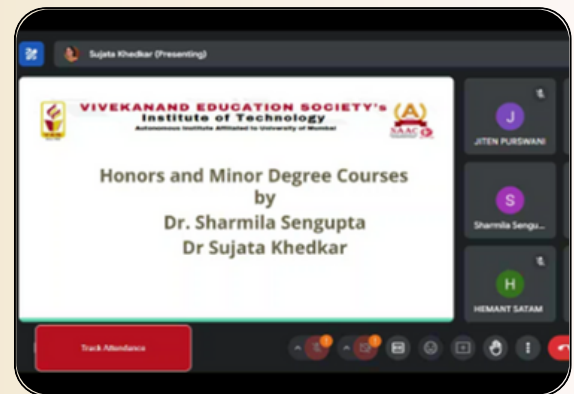 Sujata Khedkar (Presenting)
VIVEKANAND EDUCATION SOCIETY's
Institute of Technology
Autonomous Institute Affiliated to University of Mumbai
Honors and Minor Degree Courses
by
Dr. Sharmila Sengupta
Dr Sujata Khedkar
J
JITEN PURSWANI
S
Sharmila Sengu...
H
HEMANT SATAM
Track Attendance